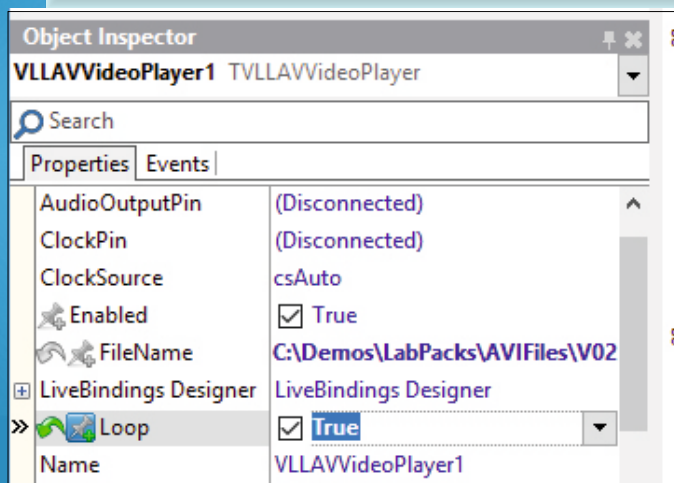 Object Inspector
VLLAVVideoPlayer1 TVLLAVVideoPlayer
Search
Properties Events
AudioOutputPin (Disconnected)
ClockPin (Disconnected)
ClockSource csAuto
Enabled True
FileName C:\Demos\LabPacks\AVIFiles\V02
LiveBindings Designer LiveBindings Designer
Loop True
Name VLLAVVideoPlayer1